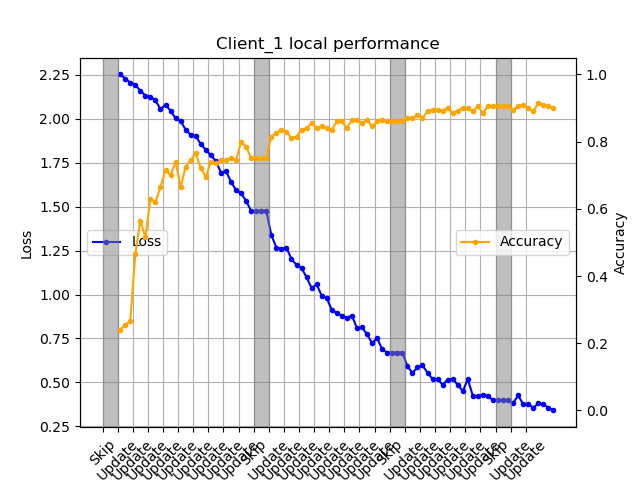 Client_1 local performance
2.25
2.00
1.75
1.50
1.25
1.00
0.75
0.50
0.25
Loss
Loss
Accuracy
1.0
0.8
0.6
0.4
0.2
0.0
Accuracy
Skip
Update
Update
Update
Update
Update
Update
Update
Update
Update
Skip
Update
Update
Update
Update
Update
Update
Update
Update
Skip
Update
Update
Update
Update
Update
Update
Skip
Update
Update